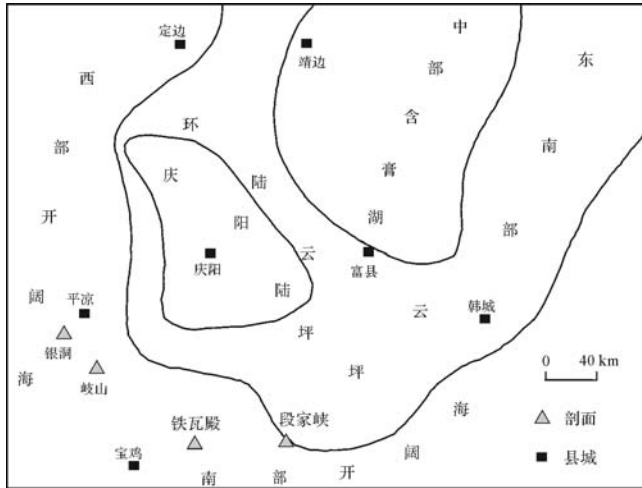 定边
靖边
西部开阔海
环陆云坪
庆阳陆
中部含膏湖
东南部云坪
庆阳
富县
平凉
韩城
银洞
岐山
铁瓦殿
段家峡
宝鸡
南部开阔海
0 40 km
剖面
县城